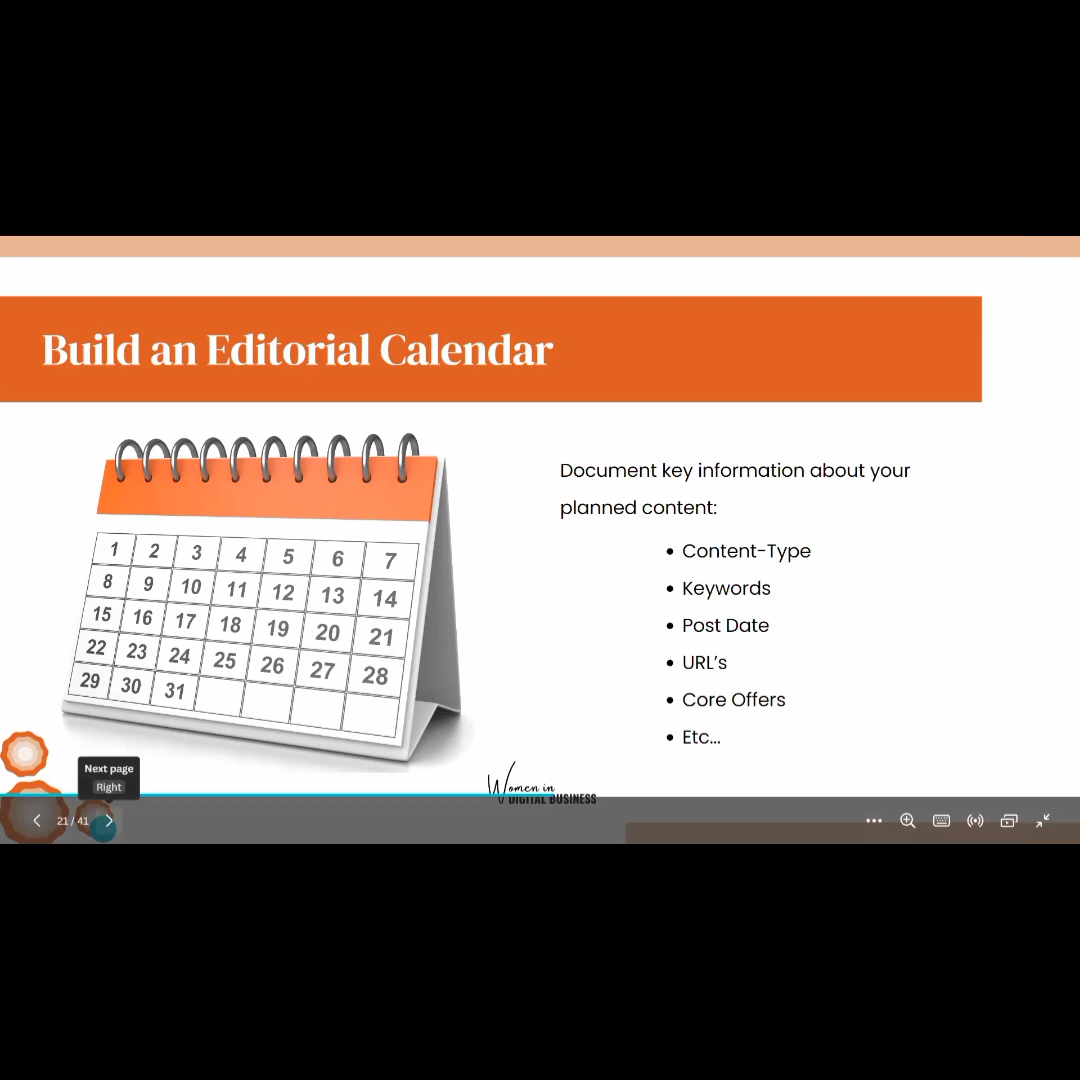 Build an Editorial Calendar
Document key information about your
planned content:
• Content-Type
• Keywords
• Post Date
• URL's
• Core Offers
• Etc...
1 2 3 4 5 6 7
8 9 10 11 12 13 14
15 16 17 18 19 20 21
22 23 24 25 26 27 28
29 30 31
Women in
DIGITAL BUSINESS
Next page
Right
21 / 41